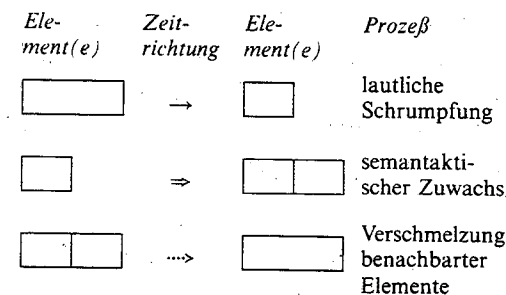 Ele- Zeit- Ele- Prozeß
ment(e) richtung ment(e)
lautliche
→ Schrumpfung
semantakti-
⇒ scher Zuwachs
Verschmelzung
····> benachbarter
Elemente